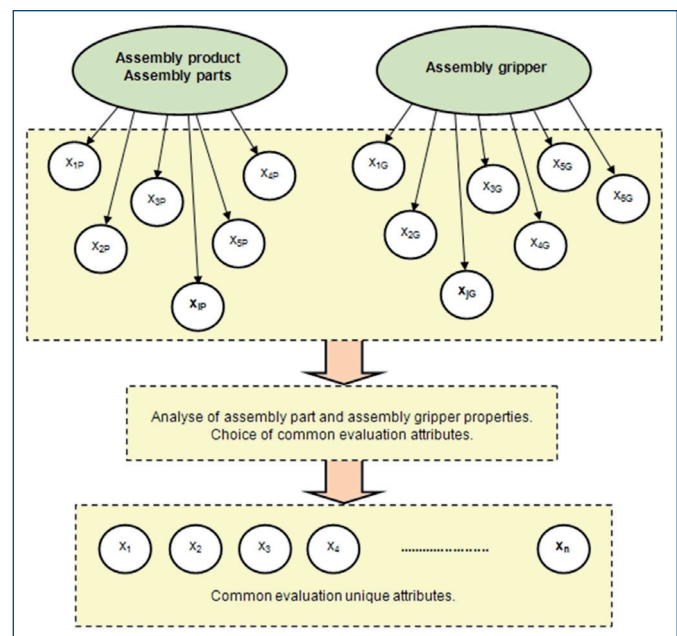 Assembly product
Assembly parts
Assembly gripper
X1P
X2P
X3P
X4P
X5P
XiP
X1G
X2G
X3G
X4G
X5G
X6G
XjG
Analyse of assembly part and assembly gripper properties.
Choice of common evaluation attributes.
X1 X2 X3 X4 ...................... Xn
Common evaluation unique attributes.